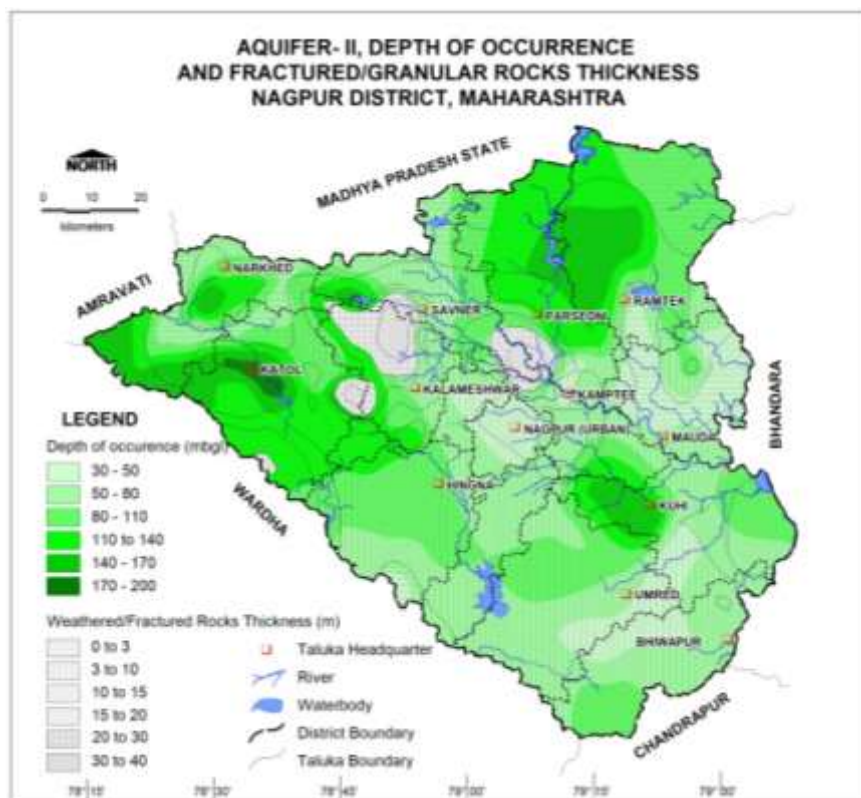 AQUIFER- II, DEPTH OF OCCURRENCE
AND FRACTURED/GRANULAR ROCKS THICKNESS
NAGPUR DISTRICT, MAHARASHTRA
NORTH
0 10 20
kilometers
MADHYA PRADESH STATE
AMRAVATI
NARKHED
SAVNER
PARSEONI
RAMTEK
KATOL
KALAMESHWAR
KAMPTEE
NAGPUR (URBAN)
MAUDA
BHANDARA
HINGNA
KUHI
WARDHA
UMRED
BHIWAPUR
CHANDRAPUR
LEGEND
Depth of occurence (mbgl)
30 - 50
50 - 80
80 - 110
110 to 140
140 - 170
170 - 200
Weathered/Fractured Rocks Thickness (m)
0 to 3
3 to 10
10 to 15
15 to 20
20 to 30
30 to 40
Taluka Headquarter
River
Waterbody
District Boundary
Taluka Boundary